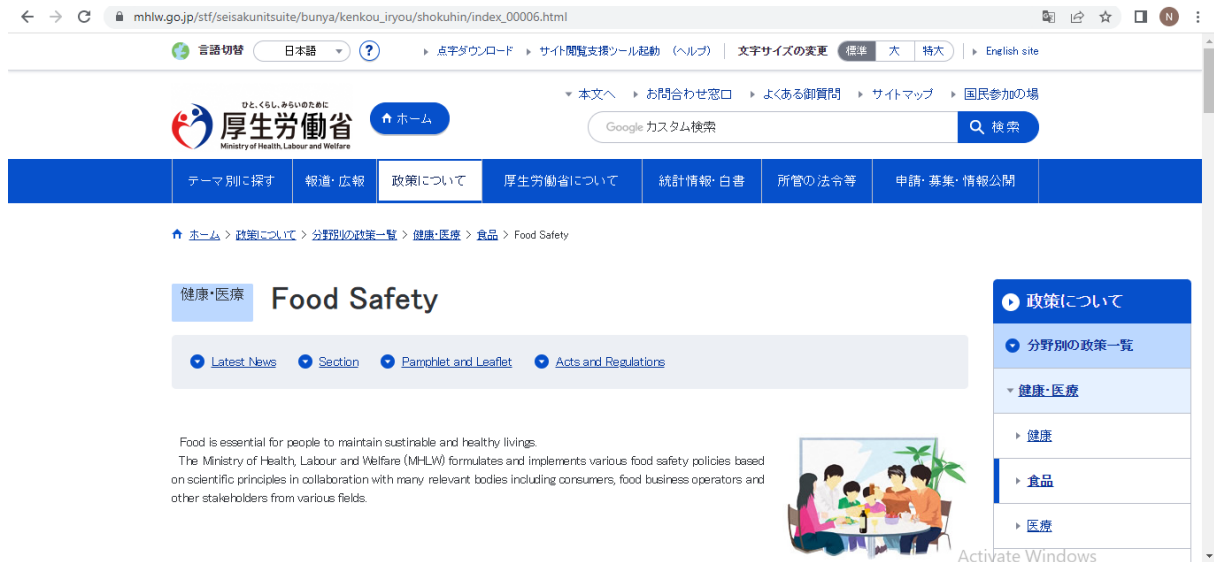 mhlw.go.jp/stf/seisakunitsuite/bunya/kenkou_iryou/shokuhin/index_00006.html
N
言語切替 日本語 ? 点字ダウンロード サイト閲覧支援ツール起動 (ヘルプ) 文字サイズの変更 標準 大 特大 English site
本文へ お問合わせ窓口 よくある御質問 サイトマップ 国民参加の場
ひと、くらし、みらいのために
厚生労働省
Ministry of Health, Labour and Welfare
ホーム
Google カスタム検索 検索
テーマ別に探す 報道・広報 政策について 厚生労働省について 統計情報・白書 所管の法令等 申請・募集・情報公開
ホーム > 政策について > 分野別の政策一覧 > 健康・医療 > 食品 > Food Safety
健康・医療 Food Safety
Latest News Section Pamphlet and Leaflet Acts and Regulations
Food is essential for people to maintain sustinable and healthy livings.
The Ministry of Health, Labour and Welfare (MHLW) formulates and implements various food safety policies based
on scientific principles in collaboration with many relevant bodies including consumers, food business operators and
other stakeholders from various fields.
政策について
分野別の政策一覧
健康・医療
健康
食品
医療
Activate Windows